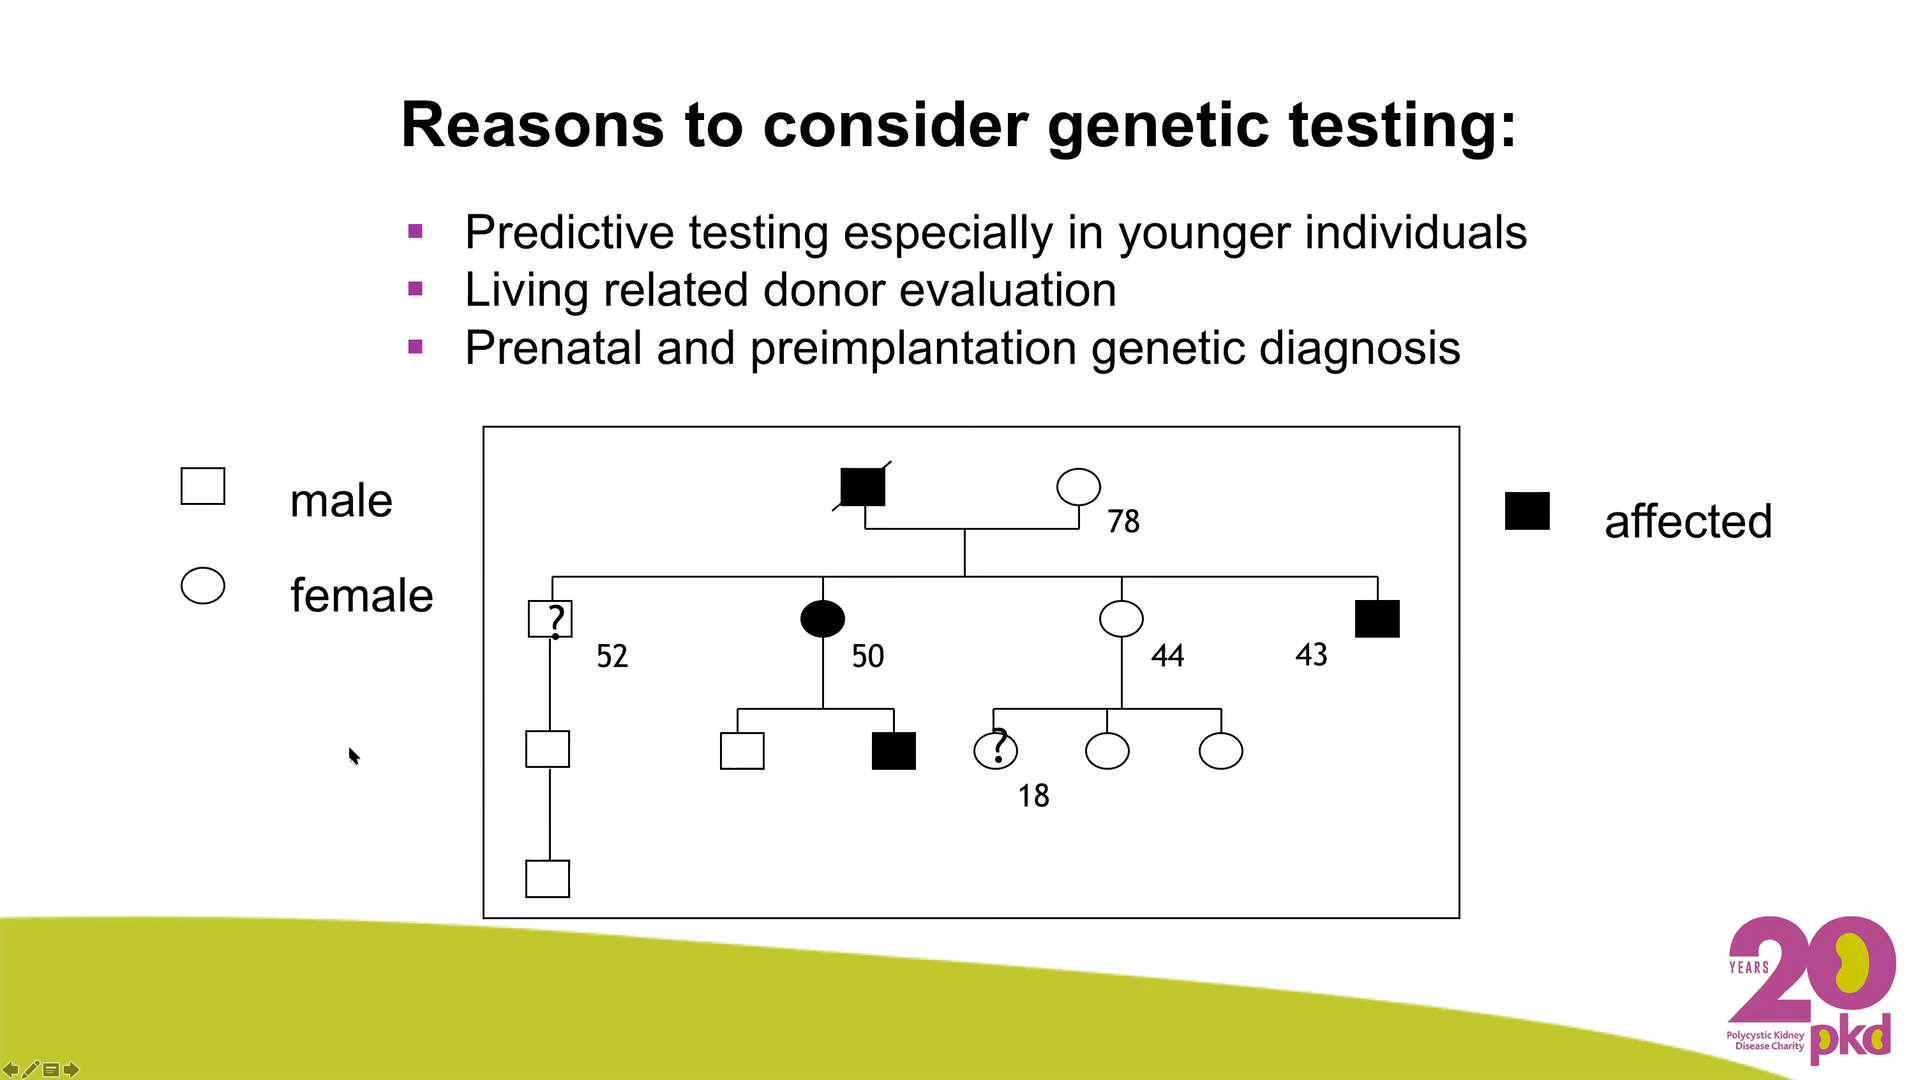 Reasons to consider genetic testing:
Predictive testing especially in younger individuals
Living related donor evaluation
Prenatal and preimplantation genetic diagnosis
male
female
affected
78
?
52
50
44
43
?
18
20
YEARS
Polycystic Kidney
Disease Charity
pkd